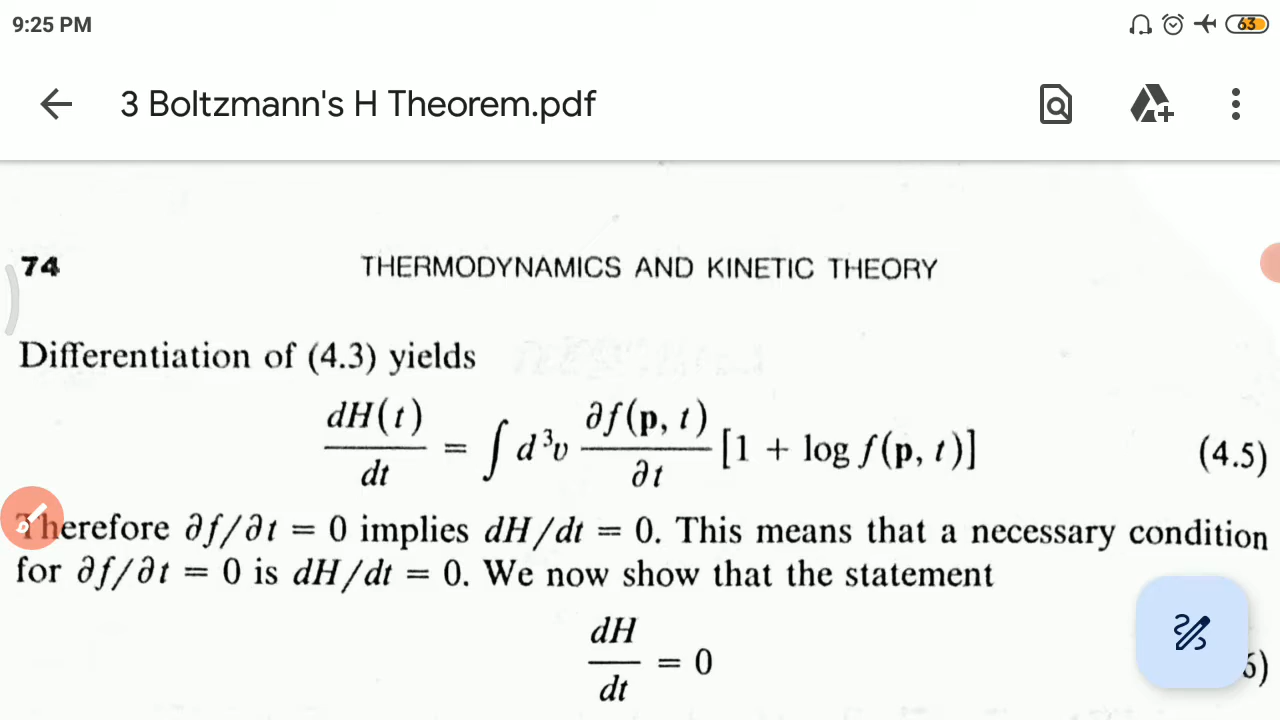 9:25 PM
63
3 Boltzmann's H Theorem.pdf
74
THERMODYNAMICS AND KINETIC THEORY
Differentiation of (4.3) yields
dH(t)/dt = ∫ d³v ∂f(p, t)/∂t [1 + log f(p, t)] (4.5)
Therefore ∂f/∂t = 0 implies dH/dt = 0. This means that a necessary condition
for ∂f/∂t = 0 is dH/dt = 0. We now show that the statement
dH/dt = 0 6)